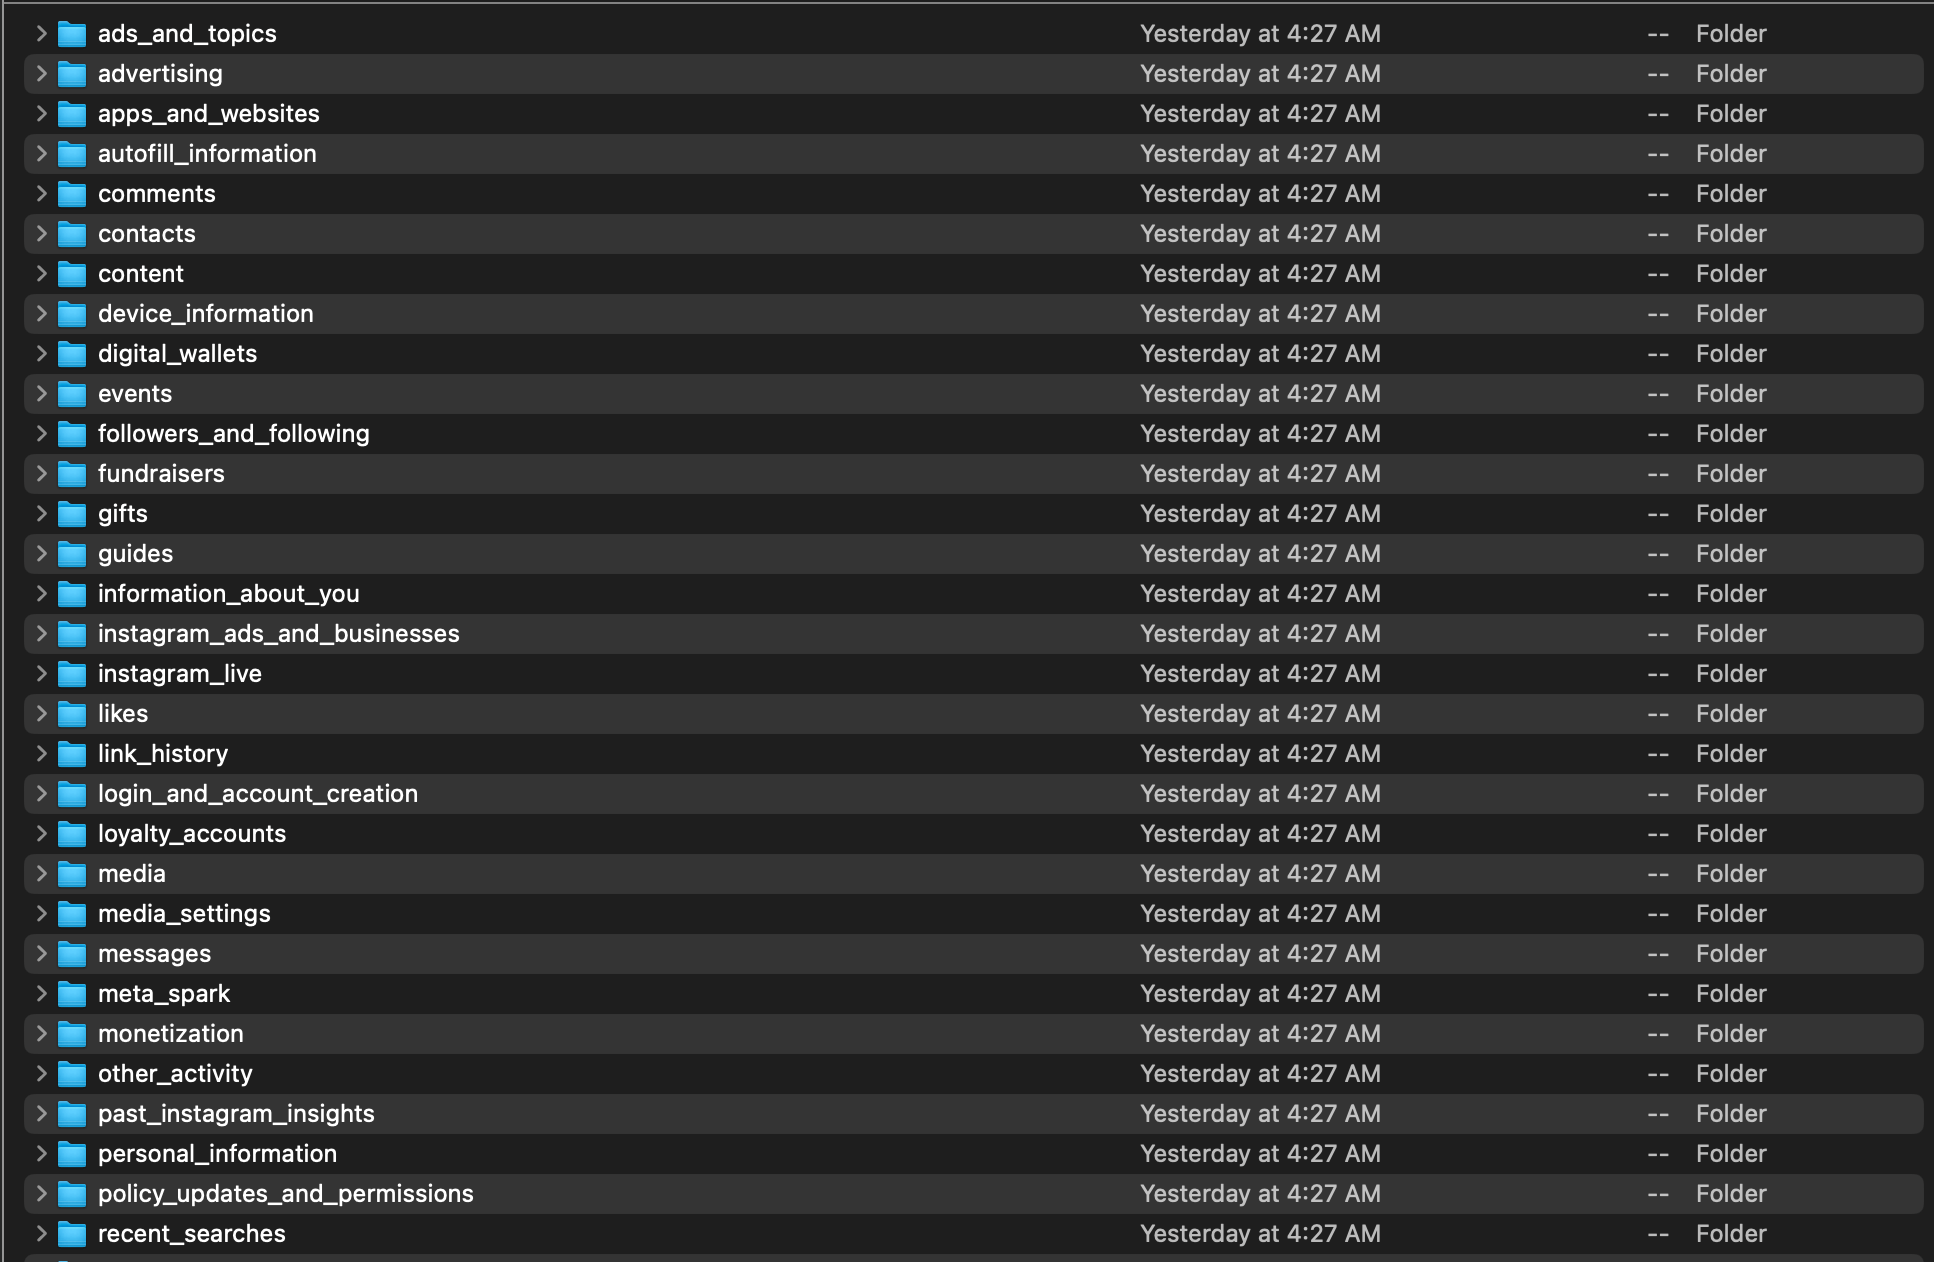 ads_and_topics Yesterday at 4:27 AM -- Folder
advertising Yesterday at 4:27 AM -- Folder
apps_and_websites Yesterday at 4:27 AM -- Folder
autofill_information Yesterday at 4:27 AM -- Folder
comments Yesterday at 4:27 AM -- Folder
contacts Yesterday at 4:27 AM -- Folder
content Yesterday at 4:27 AM -- Folder
device_information Yesterday at 4:27 AM -- Folder
digital_wallets Yesterday at 4:27 AM -- Folder
events Yesterday at 4:27 AM -- Folder
followers_and_following Yesterday at 4:27 AM -- Folder
fundraisers Yesterday at 4:27 AM -- Folder
gifts Yesterday at 4:27 AM -- Folder
guides Yesterday at 4:27 AM -- Folder
information_about_you Yesterday at 4:27 AM -- Folder
instagram_ads_and_businesses Yesterday at 4:27 AM -- Folder
instagram_live Yesterday at 4:27 AM -- Folder
likes Yesterday at 4:27 AM -- Folder
link_history Yesterday at 4:27 AM -- Folder
login_and_account_creation Yesterday at 4:27 AM -- Folder
loyalty_accounts Yesterday at 4:27 AM -- Folder
media Yesterday at 4:27 AM -- Folder
media_settings Yesterday at 4:27 AM -- Folder
messages Yesterday at 4:27 AM -- Folder
meta_spark Yesterday at 4:27 AM -- Folder
monetization Yesterday at 4:27 AM -- Folder
other_activity Yesterday at 4:27 AM -- Folder
past_instagram_insights Yesterday at 4:27 AM -- Folder
personal_information Yesterday at 4:27 AM -- Folder
policy_updates_and_permissions Yesterday at 4:27 AM -- Folder
recent_searches Yesterday at 4:27 AM -- Folder